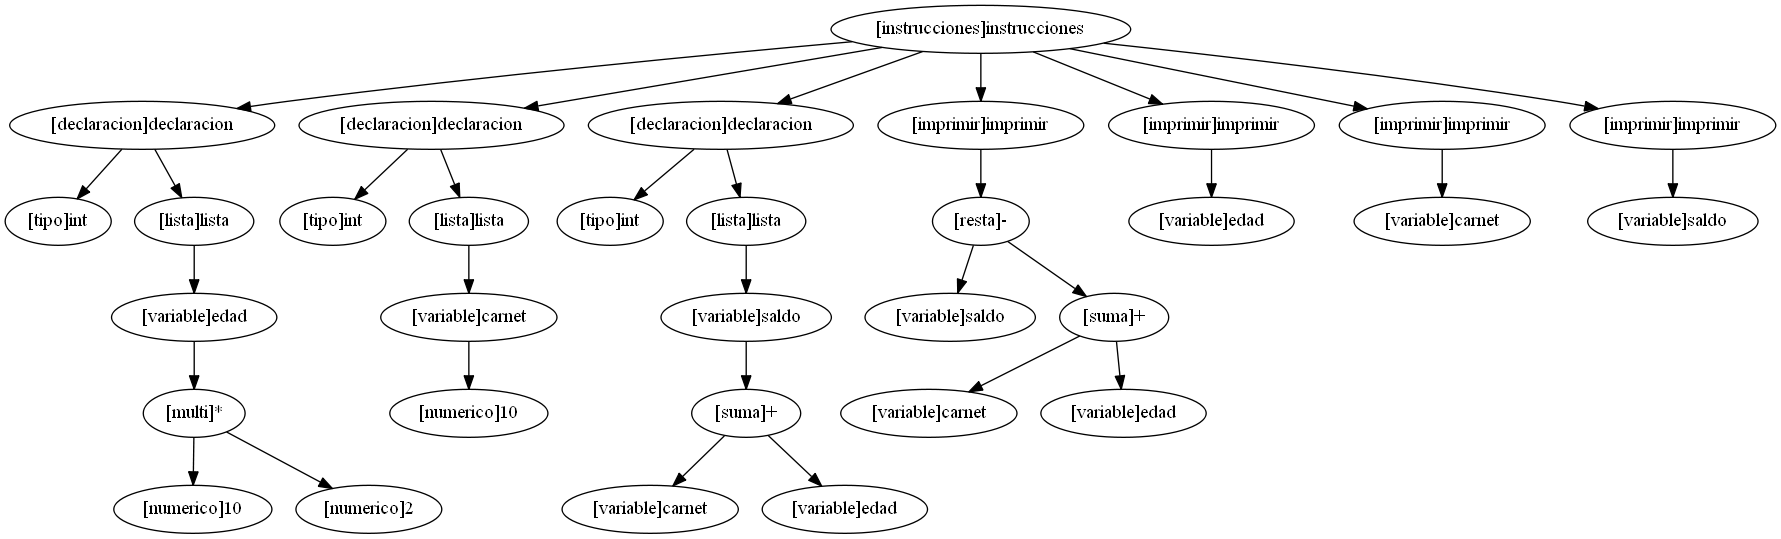 [instrucciones]instrucciones
[declaracion]declaracion
[declaracion]declaracion
[declaracion]declaracion
[imprimir]imprimir
[imprimir]imprimir
[imprimir]imprimir
[imprimir]imprimir
[tipo]int
[lista]lista
[tipo]int
[lista]lista
[tipo]int
[lista]lista
[resta]-
[variable]edad
[variable]carnet
[variable]saldo
[variable]edad
[variable]carnet
[variable]saldo
[variable]saldo
[suma]+
[multi]*
[numerico]10
[suma]+
[variable]carnet
[variable]edad
[numerico]10
[numerico]2
[variable]carnet
[variable]edad